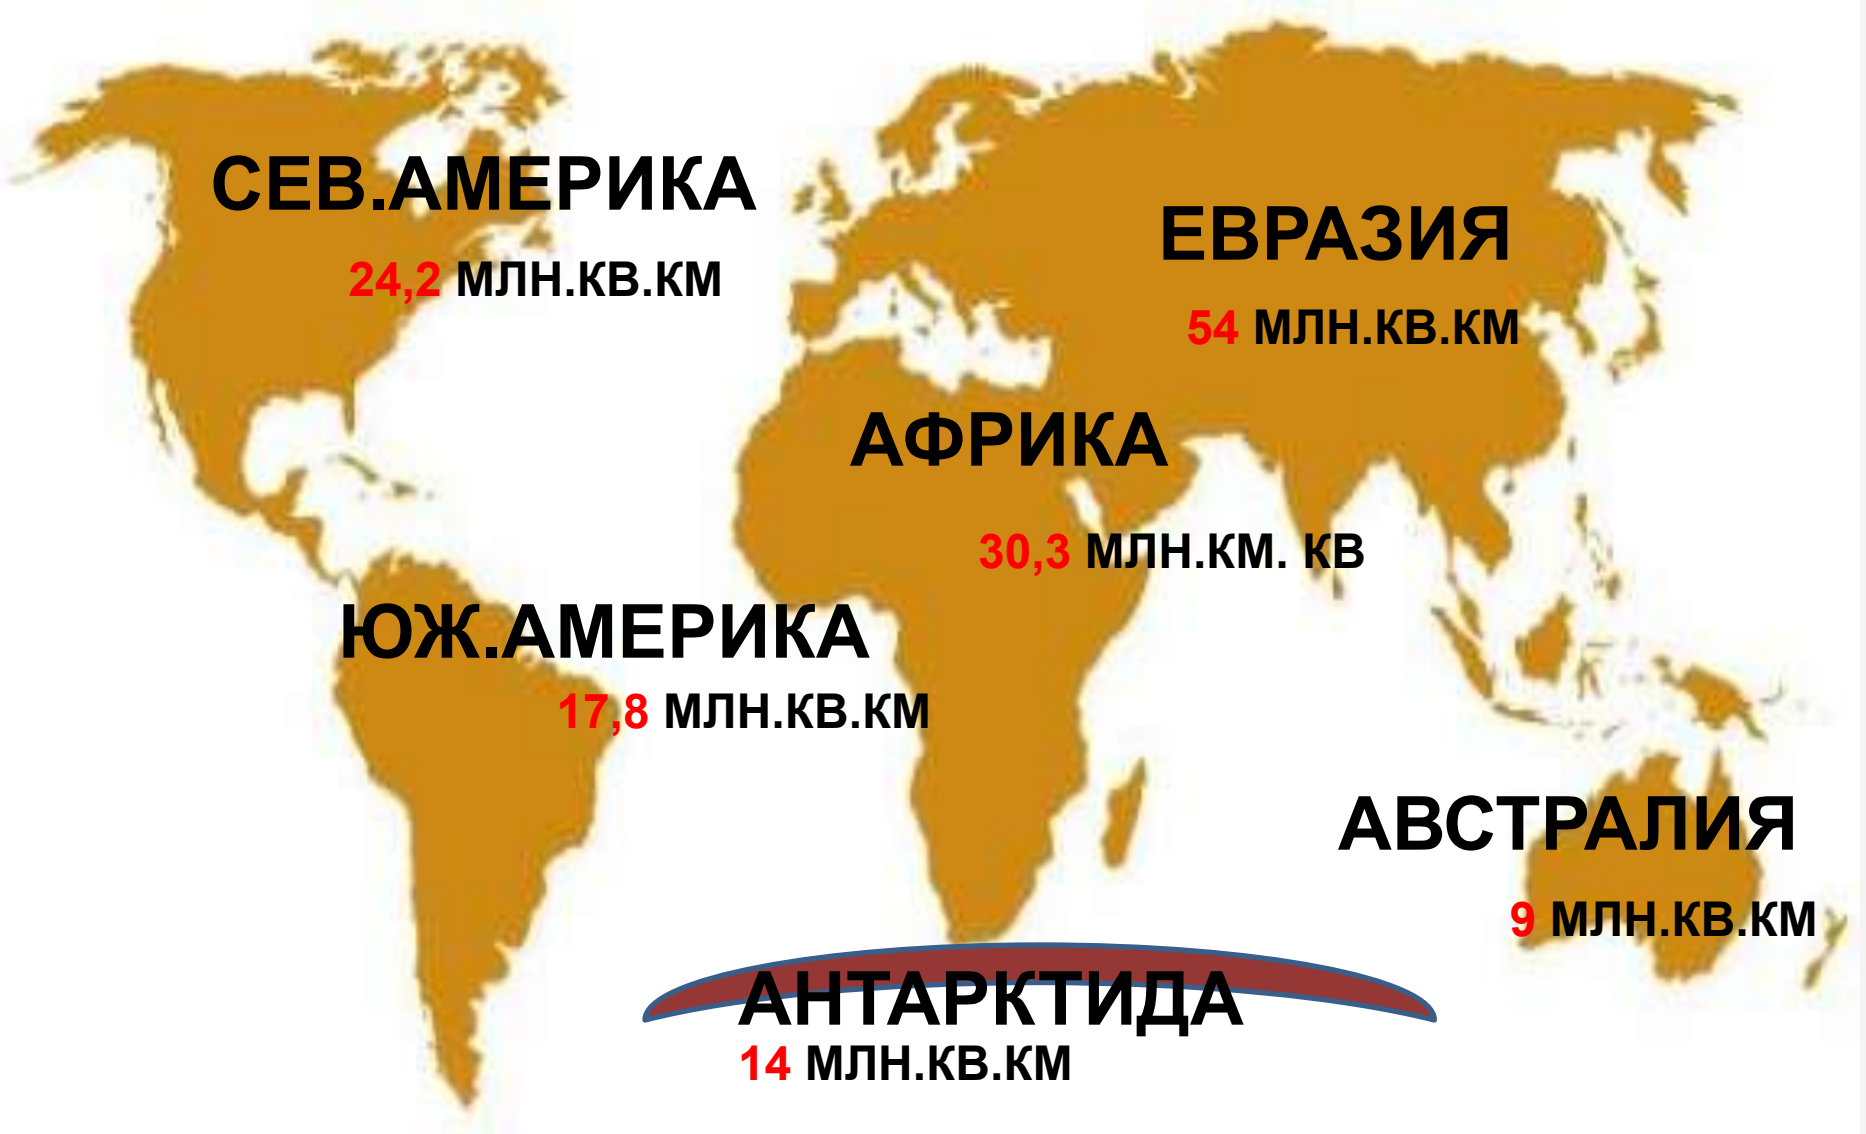 СЕВ.АМЕРИКА
24,2 МЛН.КВ.КМ
ЕВРАЗИЯ
54 МЛН.КВ.КМ
АФРИКА
30,3 МЛН.КМ. КВ
ЮЖ.АМЕРИКА
17,8 МЛН.КВ.КМ
АВСТРАЛИЯ
9 МЛН.КВ.КМ
АНТАРКТИДА
14 МЛН.КВ.КМ